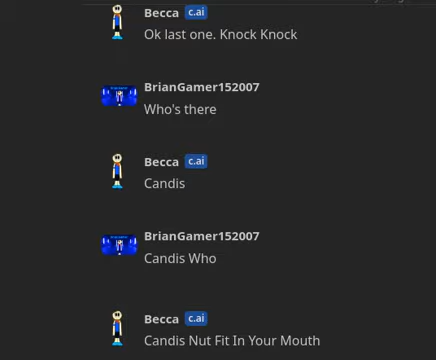 Becca c.ai
Ok last one. Knock Knock
BrianGamer152007
Who's there
Becca c.ai
Candis
BrianGamer152007
Candis Who
Becca c.ai
Candis Nut Fit In Your Mouth